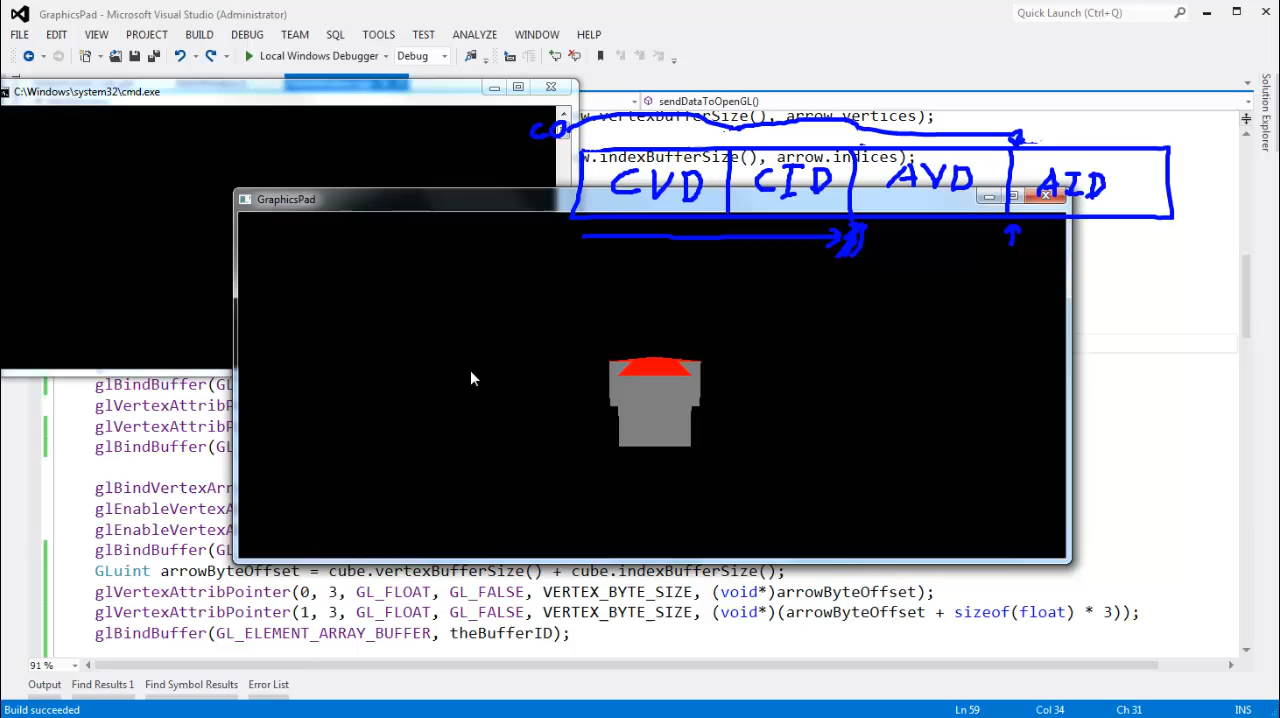 GraphicsPad - Microsoft Visual Studio (Administrator)
Quick Launch (Ctrl+Q)
FILE EDIT VIEW PROJECT BUILD DEBUG TEAM SQL TOOLS TEST ANALYZE WINDOW HELP
Local Windows Debugger Debug
C:\Windows\system32\cmd.exe
sendDataToOpenGL()
Solution Explorer
w.vertexBufferSize(), arrow.vertices);
CO
w.indexBufferSize(), arrow.indices);
CVD CID AVD AID
GraphicsPad
glBindBuffer(GL
glVertexAttribP
glVertexAttribP
glBindBuffer(GL
glBindVertexArr
glEnableVertexA
glEnableVertexA
glBindBuffer(GL
GLuint arrowByteOffset = cube.vertexBufferSize() + cube.indexBufferSize();
glVertexAttribPointer(0, 3, GL_FLOAT, GL_FALSE, VERTEX_BYTE_SIZE, (void*)arrowByteOffset);
glVertexAttribPointer(1, 3, GL_FLOAT, GL_FALSE, VERTEX_BYTE_SIZE, (void*)(arrowByteOffset + sizeof(float) * 3));
glBindBuffer(GL_ELEMENT_ARRAY_BUFFER, theBufferID);
91 %
Output Find Results 1 Find Symbol Results Error List
Build succeeded Ln 59 Col 34 Ch 31 INS